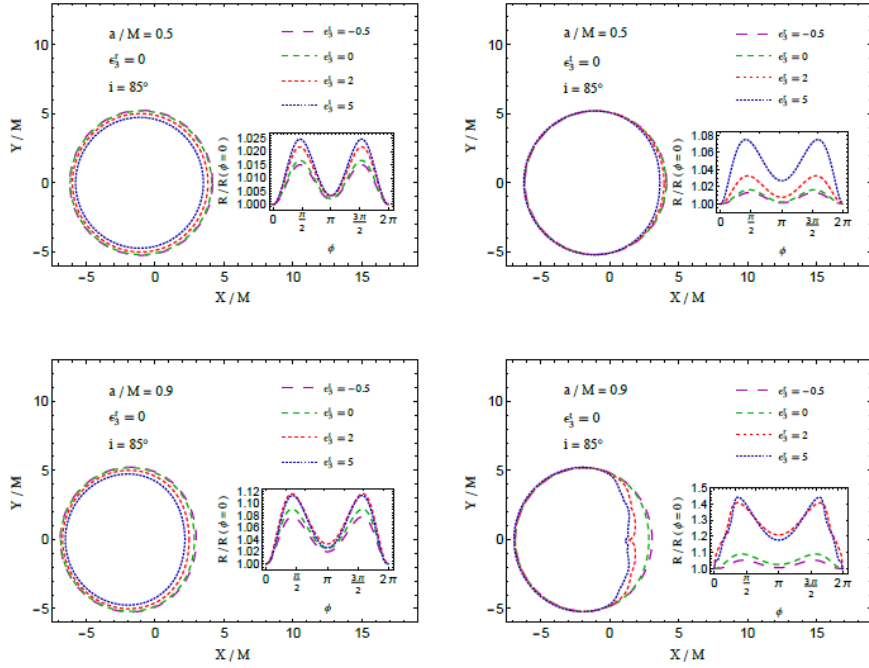 a / M = 0.5
ϵ₃ʳ = 0
i = 85°
ϵ₃ᵗ = −0.5
ϵ₃ᵗ = 0
ϵ₃ᵗ = 2
ϵ₃ᵗ = 5
Y / M
10
5
0
−5
−5 0 5 10 15
X / M
R / R ( ϕ = 0 )
1.025
1.020
1.015
1.010
1.005
1.000
0 π/2 π 3π/2 2π
ϕ
a / M = 0.5
ϵ₃ᵗ = 0
i = 85°
ϵ₃ʳ = −0.5
ϵ₃ʳ = 0
ϵ₃ʳ = 2
ϵ₃ʳ = 5
Y / M
10
5
0
−5
−5 0 5 10 15
X / M
R / R ( ϕ = 0 )
1.08
1.06
1.04
1.02
1.00
0 π/2 π 3π/2 2π
ϕ
a / M = 0.9
ϵ₃ʳ = 0
i = 85°
ϵ₃ᵗ = −0.5
ϵ₃ᵗ = 0
ϵ₃ᵗ = 2
ϵ₃ᵗ = 5
Y / M
10
5
0
−5
−5 0 5 10 15
X / M
R / R ( ϕ = 0 )
1.12
1.10
1.08
1.06
1.04
1.02
1.00
0 π/2 π 3π/2 2π
ϕ
a / M = 0.9
ϵ₃ᵗ = 0
i = 85°
ϵ₃ʳ = −0.5
ϵ₃ʳ = 0
ϵ₃ʳ = 2
ϵ₃ʳ = 5
Y / M
10
5
0
−5
−5 0 5 10 15
X / M
R / R ( ϕ = 0 )
1.5
1.4
1.3
1.2
1.1
1.0
0 π/2 π 3π/2 2π
ϕ